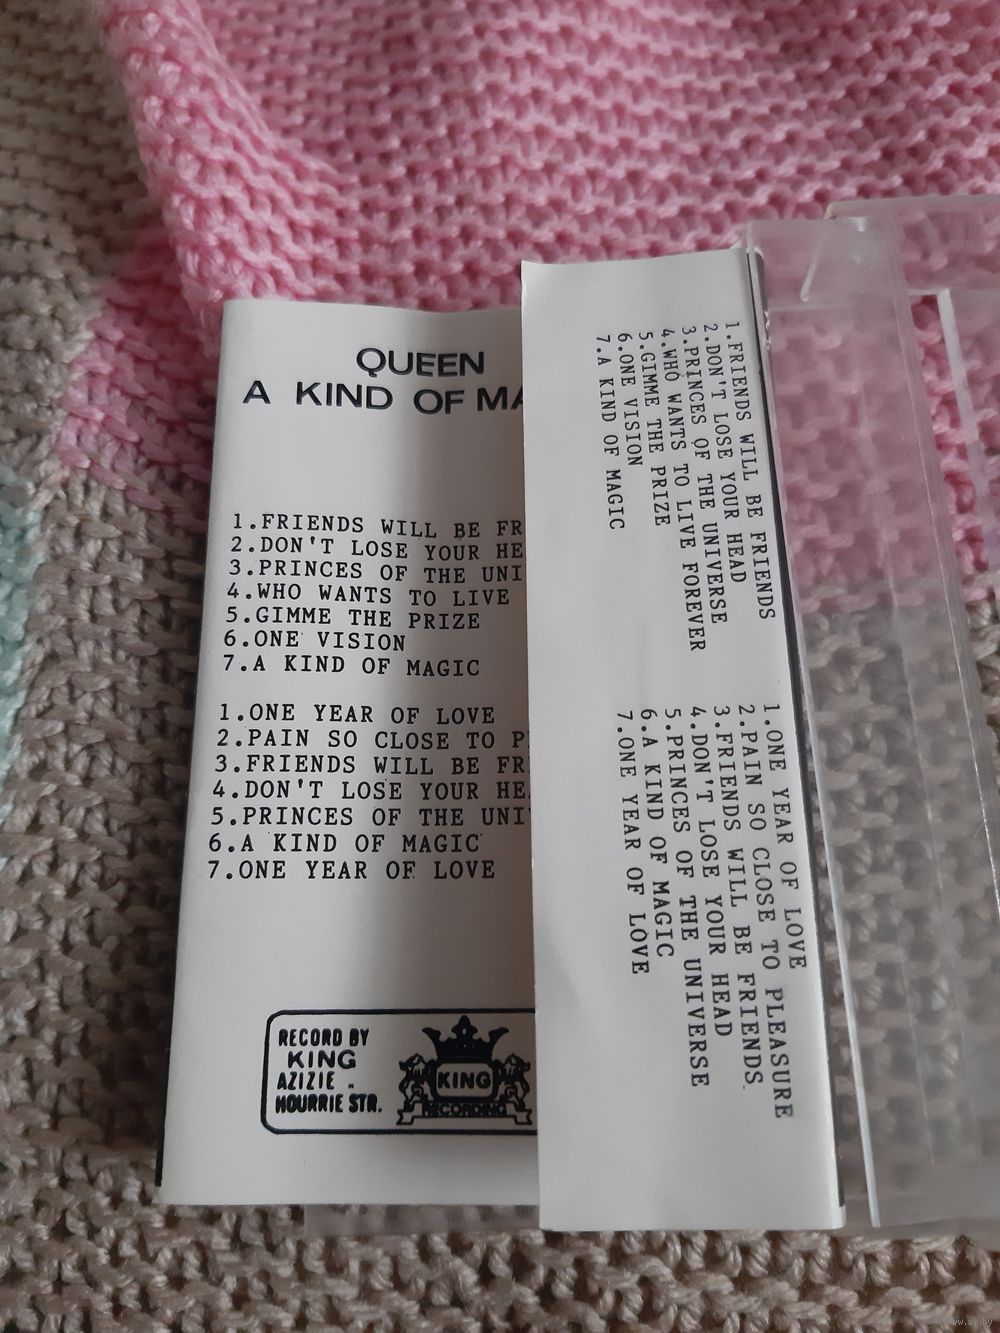 QUEEN
A KIND OF MA
1.FRIENDS WILL BE FR
2.DON'T LOSE YOUR HE
3.PRINCES OF THE UNI
4.WHO WANTS TO LIVE
5.GIMME THE PRIZE
6.ONE VISION
7.A KIND OF MAGIC
1.ONE YEAR OF LOVE
2.PAIN SO CLOSE TO P
3.FRIENDS WILL BE FR
4.DON'T LOSE YOUR HE
5.PRINCES OF THE UNI
6.A KIND OF MAGIC
7.ONE YEAR OF LOVE
RECORD BY
KING
AZIZIE -
HOURRIE STR.
KING
RECORDING
1.FRIENDS WILL BE FRIENDS
2.DON'T LOSE YOUR HEAD
3.PRINCES OF THE UNIVERSE
4.WHO WANTS TO LIVE FOREVER
5.GIMME THE PRIZE
6.ONE VISION
7.A KIND OF MAGIC
1.ONE YEAR OF LOVE
2.PAIN SO CLOSE TO PLEASURE
3.FRIENDS WILL BE FRIENDS
4.DON'T LOSE YOUR HEAD
5.PRINCES OF THE UNIVERSE
6.A KIND OF MAGIC
7.ONE YEAR OF LOVE